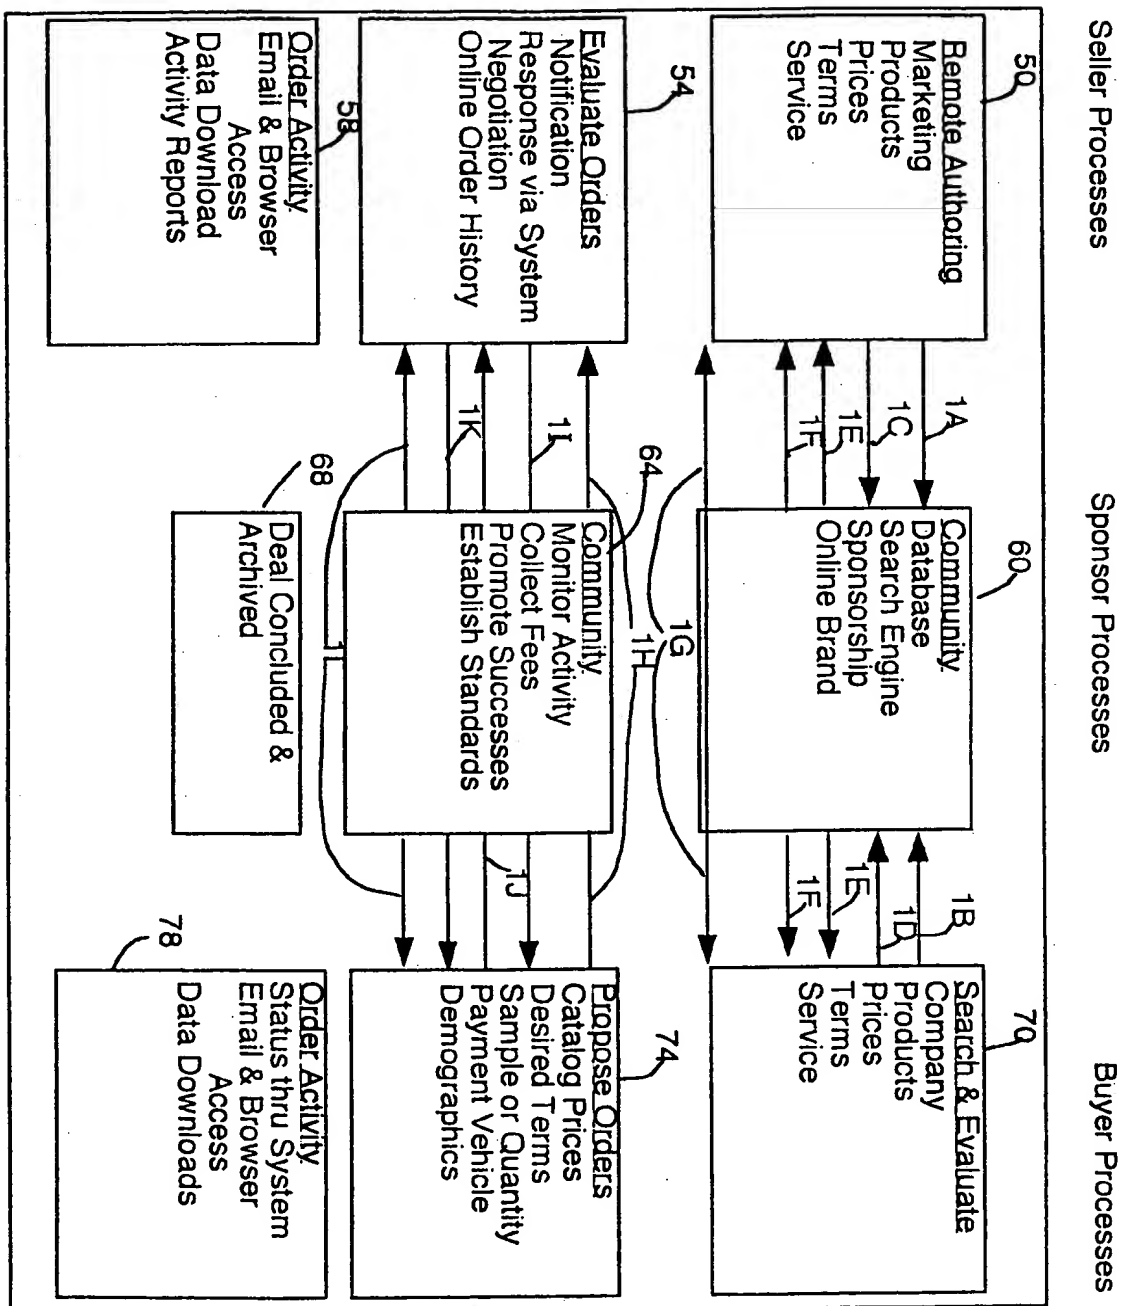 Seller Processes
Sponsor Processes
Buyer Processes
50
Remote Authoring
Marketing
Products
Prices
Terms
Service
1A
1C
1E
1F
60
Community
Database
Search Engine
Sponsorship
Online Brand
1B
1D
1E
1F
70
Search & Evaluate
Company
Products
Prices
Terms
Service
1G
54
Evaluate Orders
Notification
Response via System
Negotiation
Online Order History
1H
1I
1K
64
Community
Monitor Activity
Collect Fees
Promote Successes
Establish Standards
1J
74
Propose Orders
Catalog Prices
Desired Terms
Sample or Quantity
Payment Vehicle
Demographics
1L
58
Order Activity
Email & Browser
Access
Data Download
Activity Reports
68
Deal Concluded &
Archived
78
Order Activity
Status thru System
Email & Browser
Access
Data Downloads